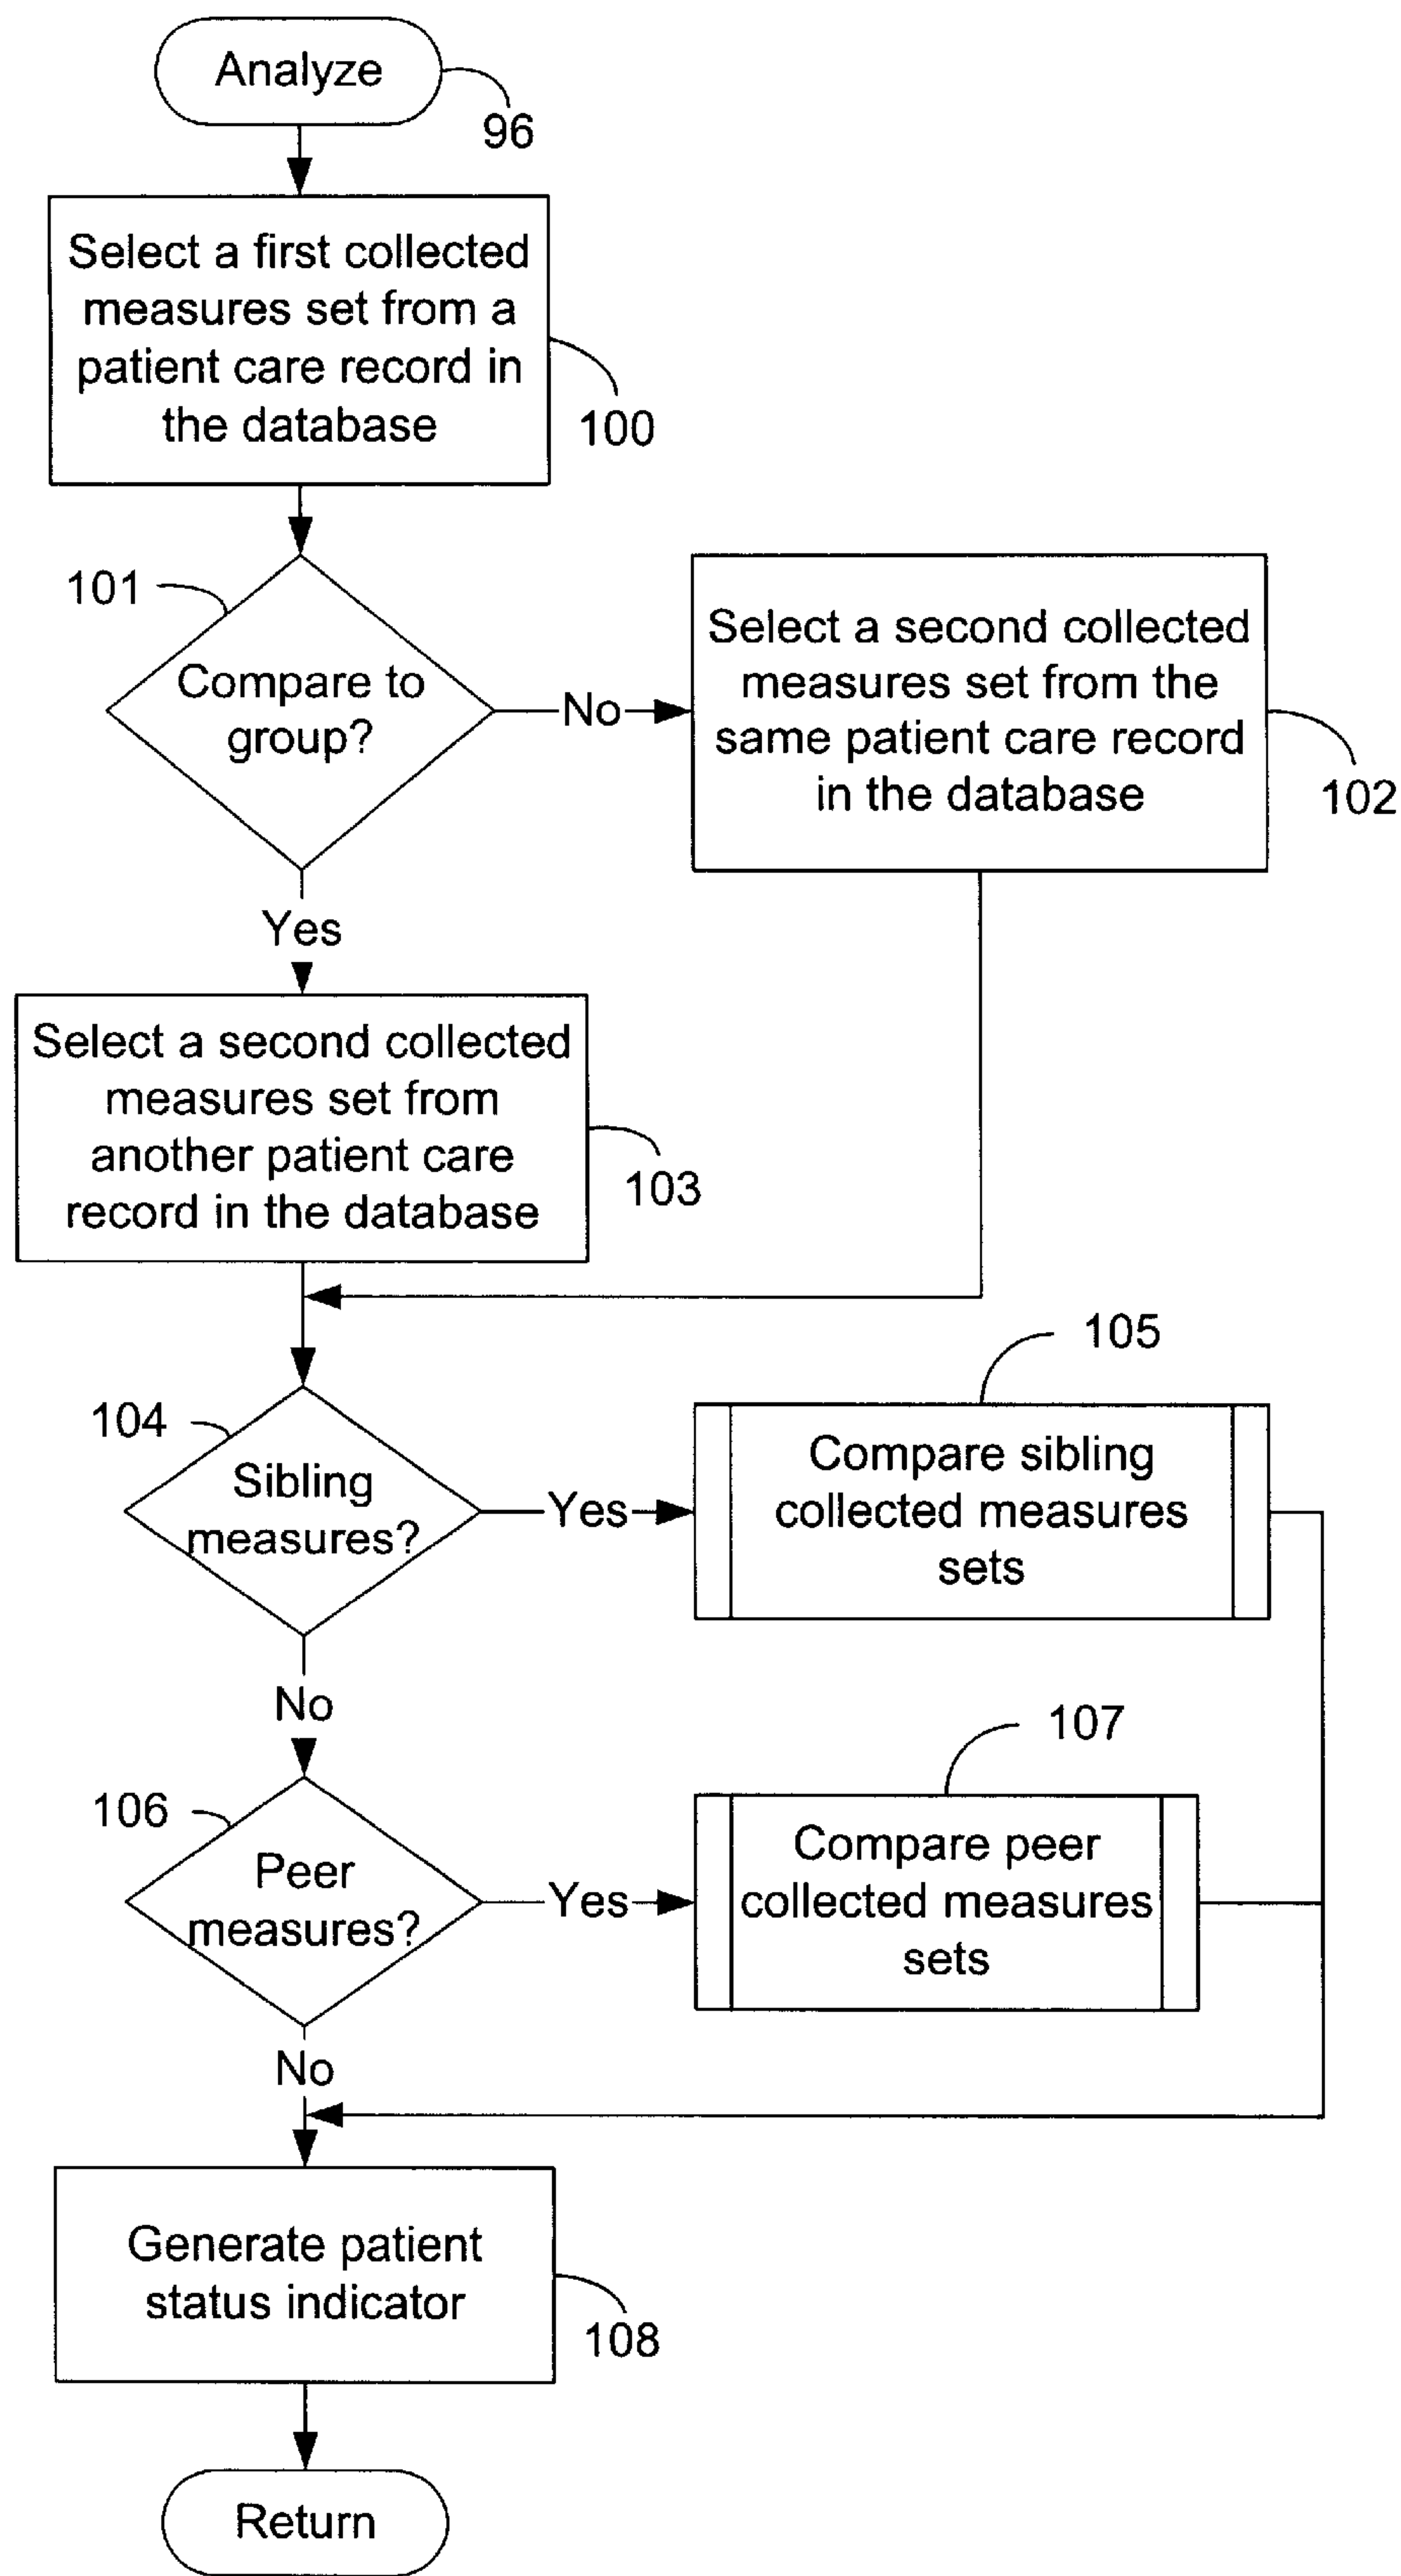 Analyze
96
Select a first collected
measures set from a
patient care record in
the database
100
101
Compare to
group?
No
Select a second collected
measures set from the
same patient care record
in the database
102
Yes
Select a second collected
measures set from
another patient care
record in the database
103
104
Sibling
measures?
Yes
105
Compare sibling
collected measures
sets
No
106
Peer
measures?
Yes
107
Compare peer
collected measures
sets
No
Generate patient
status indicator
108
Return